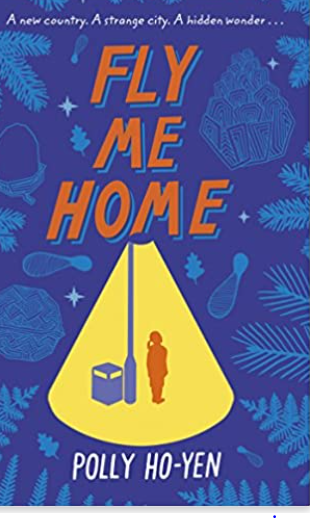 A new country. A strange city. A hidden wonder . . .
FLY
ME
HOME
POLLY HO-YEN